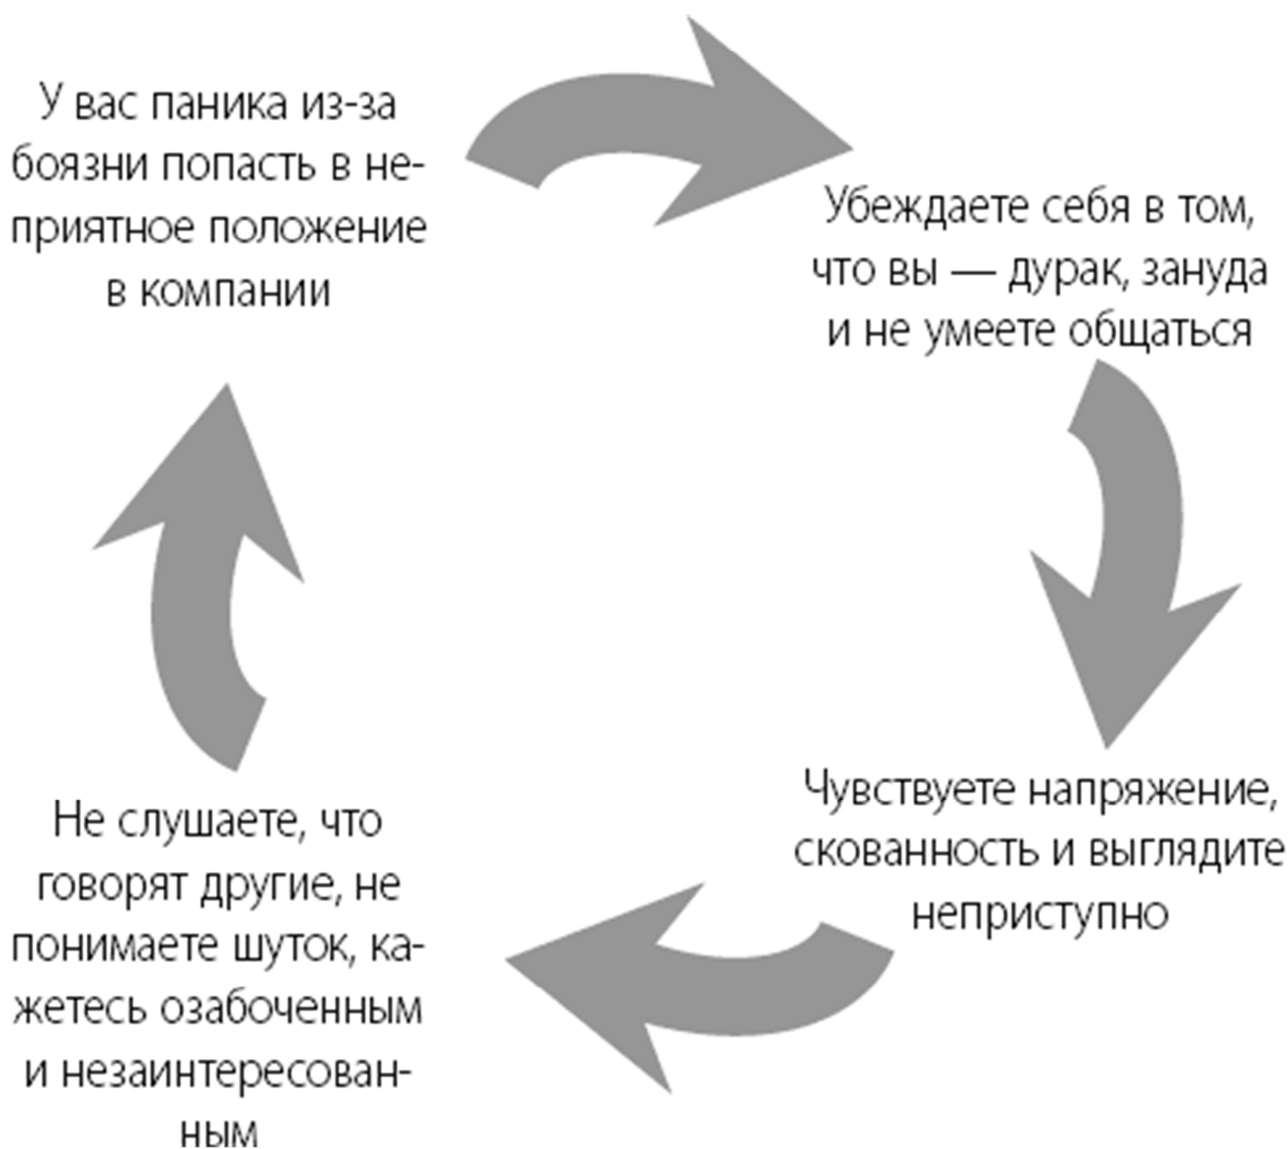 У вас паника из-за
боязни попасть в не-
приятное положение
в компании
Убеждаете себя в том,
что вы — дурак, зануда
и не умеете общаться
Чувствуете напряжение,
скованность и выглядите
неприступно
Не слушаете, что
говорят другие, не
понимаете шуток, ка-
жетесь озабоченным
и незаинтересован-
ным